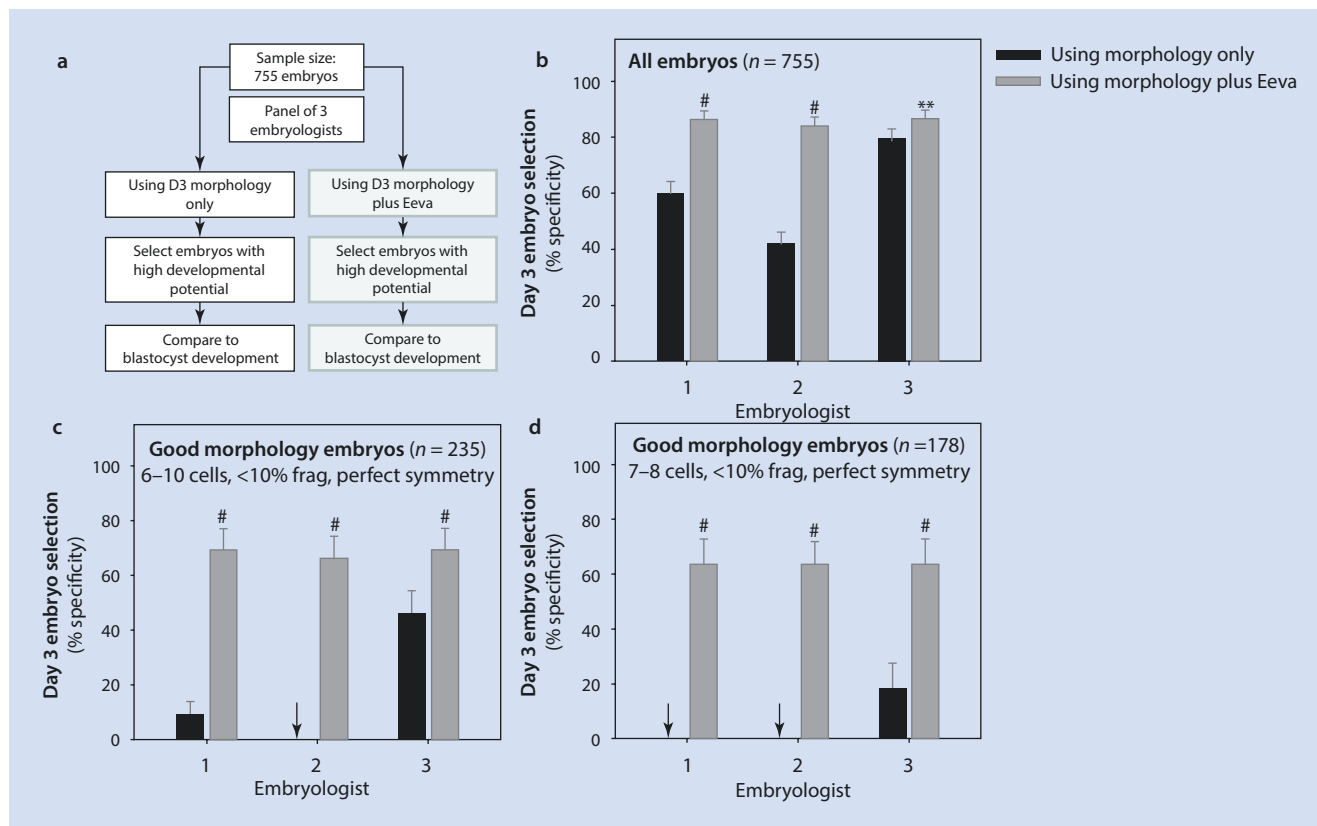 a
Sample size:
755 embryos
Panel of 3
embryologists
Using D3 morphology
only
Using D3 morphology
plus Eeva
Select embryos with
high developmental
potential
Select embryos with
high developmental
potential
Compare to
blastocyst development
Compare to
blastocyst development
b
All embryos (n = 755)
Day 3 embryo selection
(% specificity)
100
80
60
40
20
0
#
#
**
1 2 3
Embryologist
Using morphology only
Using morphology plus Eeva
c
Good morphology embryos (n = 235)
6–10 cells, <10% frag, perfect symmetry
Day 3 embryo selection
(% specificity)
100
80
60
40
20
0
#
#
#
1 2 3
Embryologist
d
Good morphology embryos (n =178)
7–8 cells, <10% frag, perfect symmetry
Day 3 embryo selection
(% specificity)
100
80
60
40
20
0
#
#
#
1 2 3
Embryologist